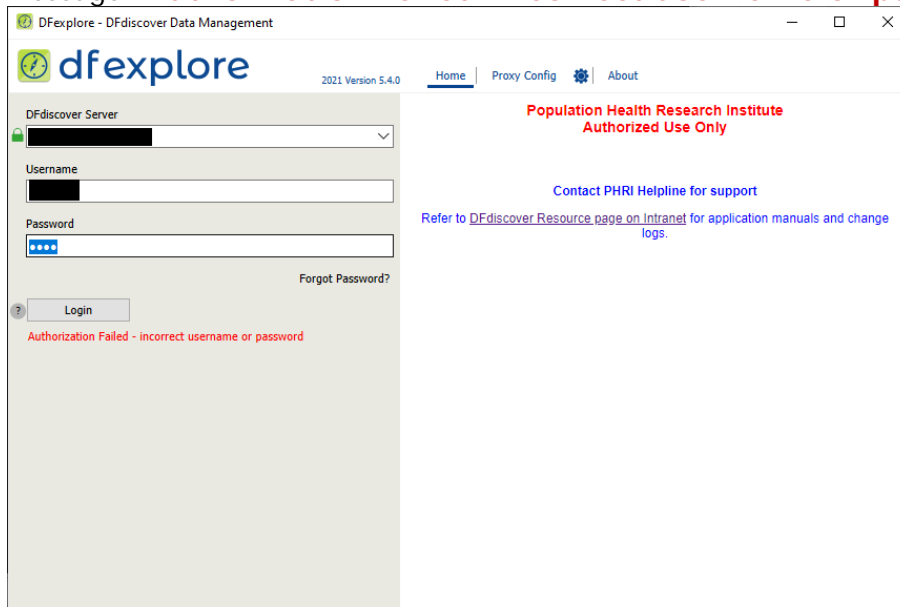 DFexplore - DFdiscover Data Management
dfexplore
2021 Version 5.4.0
Home
Proxy Config
About
DFdiscover Server
Username
Password
Forgot Password?
?
Login
Authorization Failed - incorrect username or password
Population Health Research Institute
Authorized Use Only
Contact PHRI Helpline for support
Refer to DFdiscover Resource page on Intranet for application manuals and change
logs.